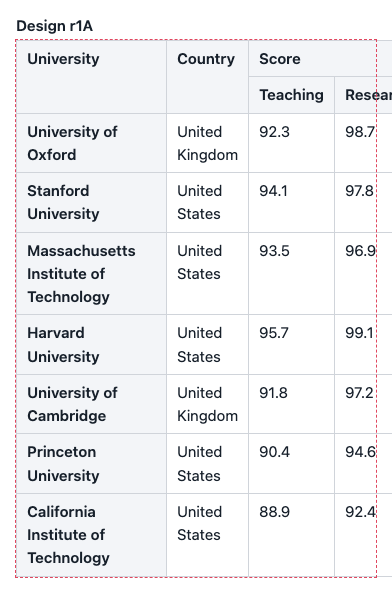 Design r1A
University Country Score
Teaching Resear
University of United 92.3 98.7
Oxford Kingdom
Stanford United 94.1 97.8
University States
Massachusetts United 93.5 96.9
Institute of States
Technology
Harvard United 95.7 99.1
University States
University of United 91.8 97.2
Cambridge Kingdom
Princeton United 90.4 94.6
University States
California United 88.9 92.4
Institute of States
Technology